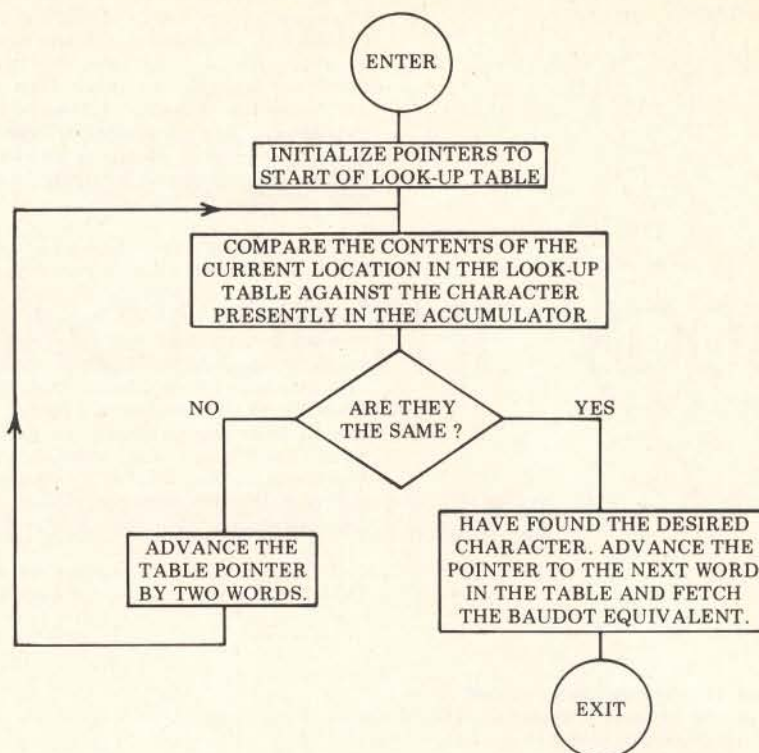 ENTER
INITIALIZE POINTERS TO
START OF LOOK-UP TABLE
COMPARE THE CONTENTS OF THE
CURRENT LOCATION IN THE LOOK-UP
TABLE AGAINST THE CHARACTER
PRESENTLY IN THE ACCUMULATOR
NO
ARE THEY
THE SAME ?
YES
ADVANCE THE
TABLE POINTER
BY TWO WORDS.
HAVE FOUND THE DESIRED
CHARACTER. ADVANCE THE
POINTER TO THE NEXT WORD
IN THE TABLE AND FETCH
THE BAUDOT EQUIVALENT.
EXIT